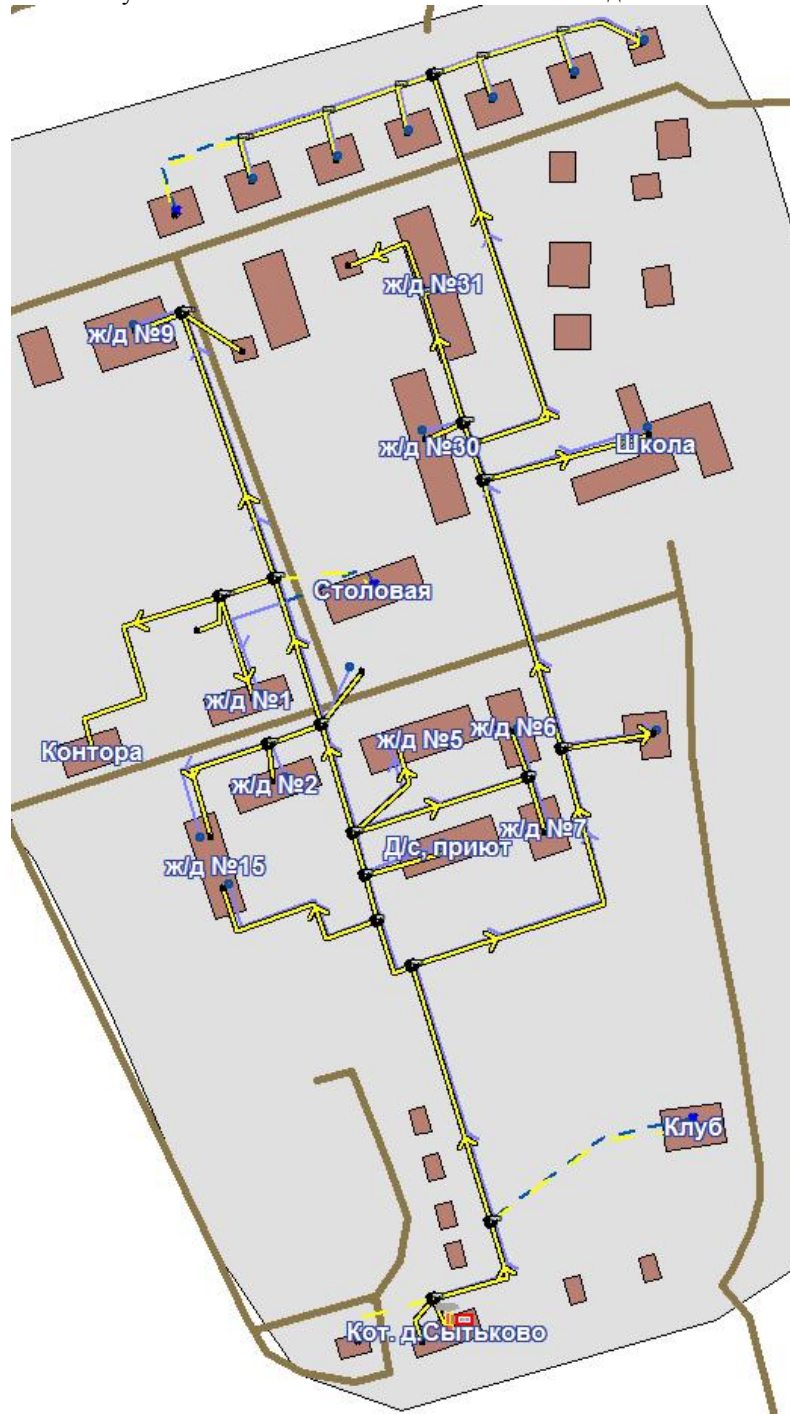 ж/д №31
ж/д №9
ж/д №30
Школа
Столовая
ж/д №1
Контора
ж/д №5
ж/д №6
ж/д №2
ж/д №7
Д/с, приют
ж/д №15
Клуб
Кот. д.Сытьково